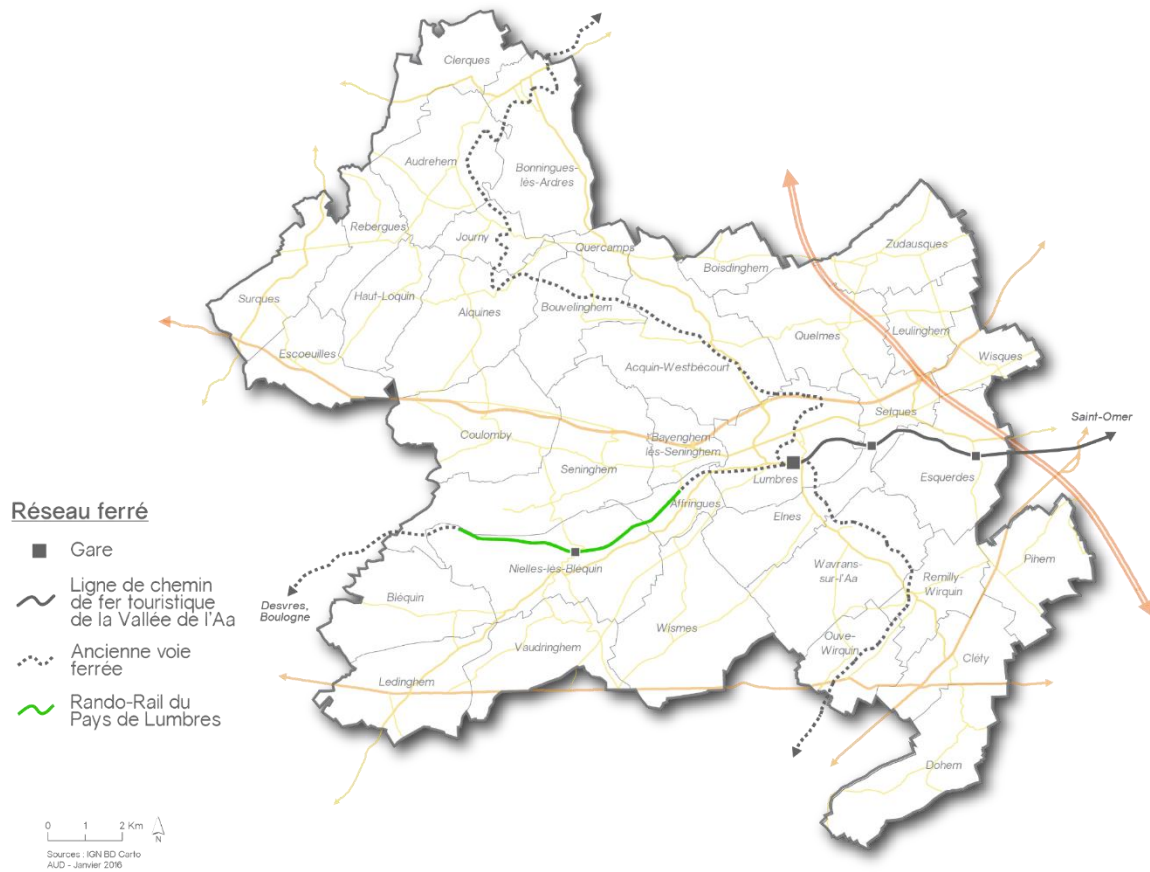 Clerques
Audrehem
Bonningues-
lès-Ardres
Rebergues
Journy
Quercamps
Zudausques
Boisdinghem
Surques
Haut-Loquin
Alquines
Bouvelinghem
Quelmes
Leulinghem
Escoeuilles
Wisques
Acquin-Westbécourt
Setques
Saint-Omer
Coulomby
Bayenghem
lès-Seninghem
Seninghem
Lumbres
Esquerdes
Affringues
Elnes
Réseau ferré
Gare
Ligne de chemin
de fer touristique
de la Vallée de l'Aa
Ancienne voie
ferrée
Rando-Rail du
Pays de Lumbres
Nielles-lès-Bléquin
Wavrans-
sur-l'Aa
Remilly-
Wirquin
Pihem
Desvres,
Boulogne
Bléquin
Wismes
Vaudringhem
Ouve-
Wirquin
Cléty
Ledinghem
Dohem
0 1 2 Km
N
Sources : IGN BD Carto
AUD - Janvier 2016